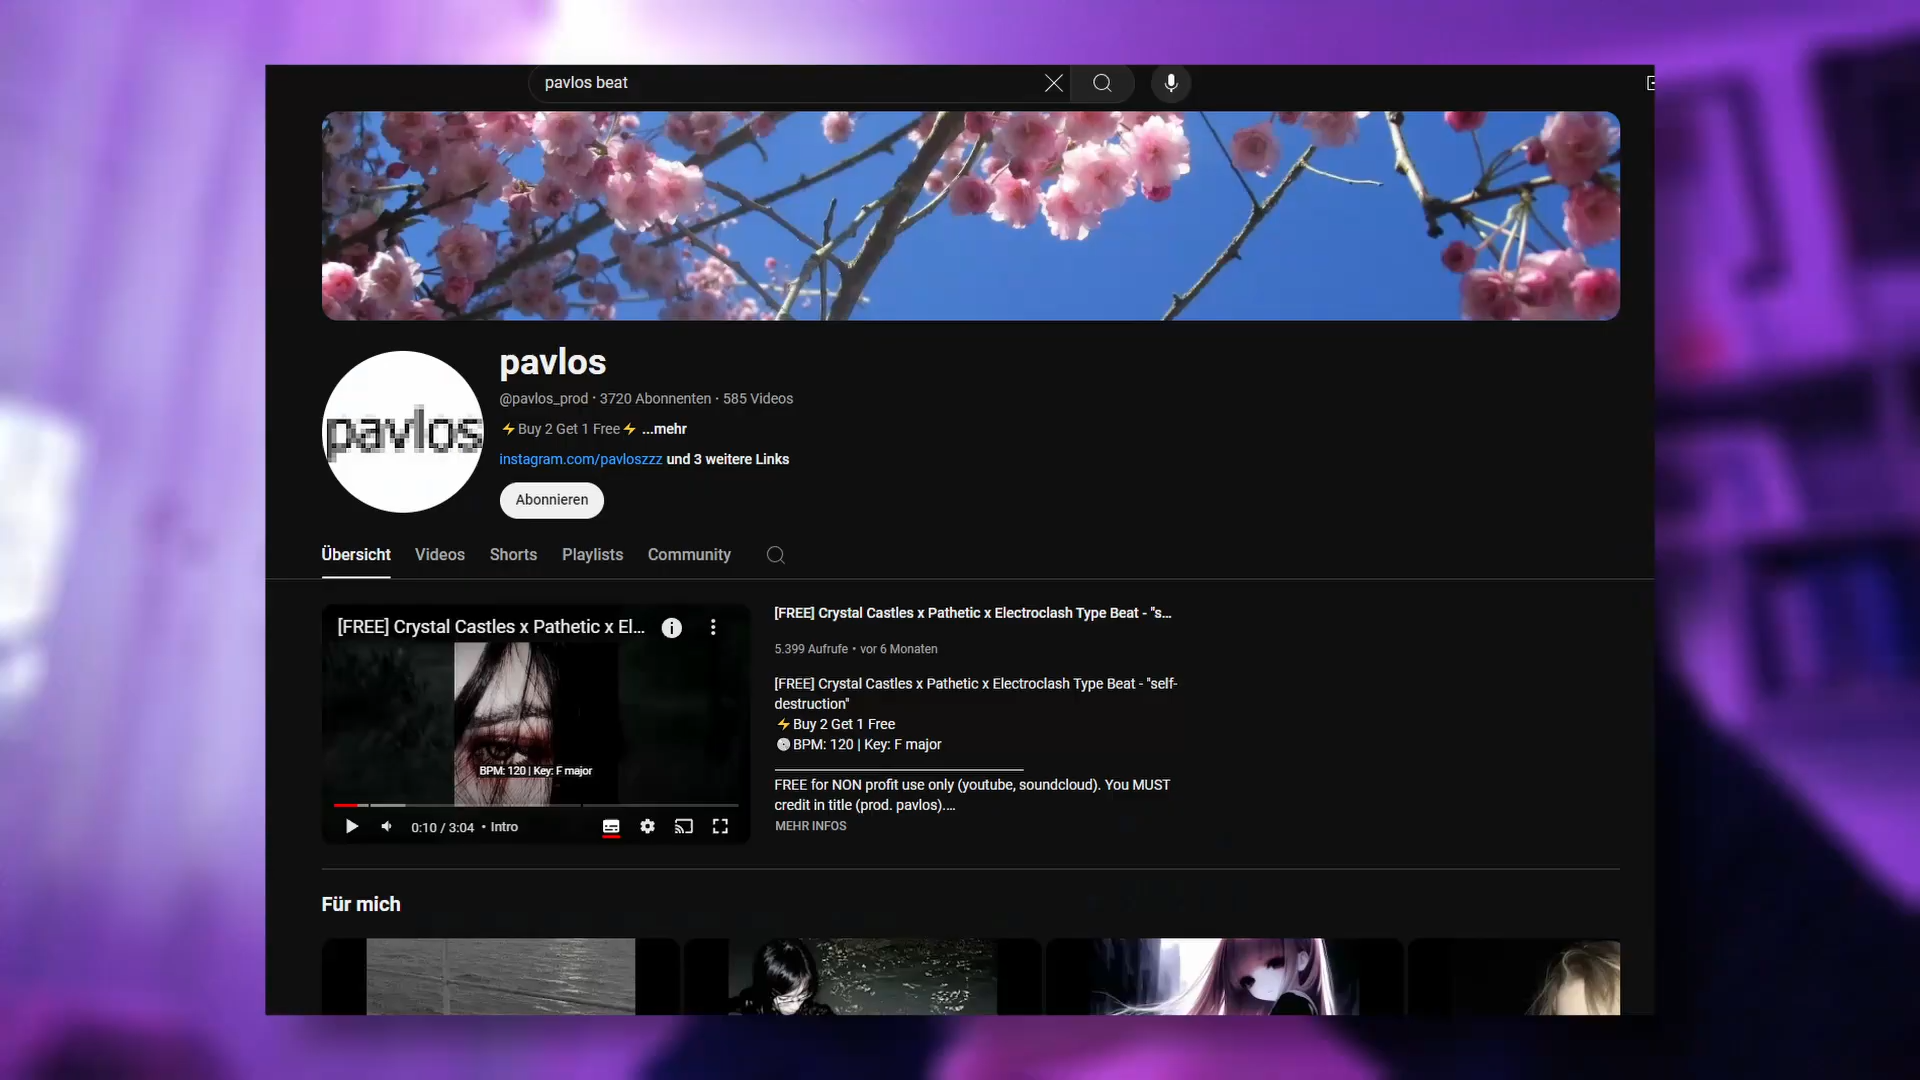 pavlos beat
pavlos
pavlos
@pavlos_prod • 3720 Abonnenten • 585 Videos
⚡Buy 2 Get 1 Free⚡ ...mehr
instagram.com/pavloszzz und 3 weitere Links
Abonnieren
Übersicht Videos Shorts Playlists Community
[FREE] Crystal Castles x Pathetic x El...
BPM: 120 | Key: F major
0:10 / 3:04 • Intro
[FREE] Crystal Castles x Pathetic x Electroclash Type Beat - "s...
5.399 Aufrufe • vor 6 Monaten
[FREE] Crystal Castles x Pathetic x Electroclash Type Beat - "self-
destruction"
⚡Buy 2 Get 1 Free
💿BPM: 120 | Key: F major
FREE for NON profit use only (youtube, soundcloud). You MUST
credit in title (prod. pavlos)....
MEHR INFOS
Für mich